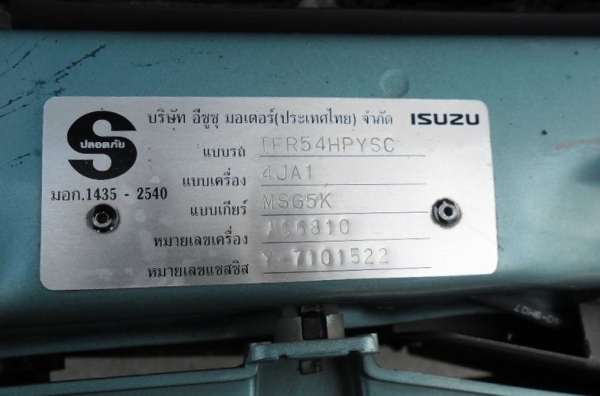 บริษัท อีซูซุ มอเตอร์(ประเทศไทย) จำกัด ISUZU
S
ปลอดภัย
มอก.1435 - 2540
แบบรถ TFR54HPYSC
แบบเครื่อง 4JA1
แบบเกียร์ MSG5K
หมายเลขเครื่อง
หมายเลขแชสซิส 7101522